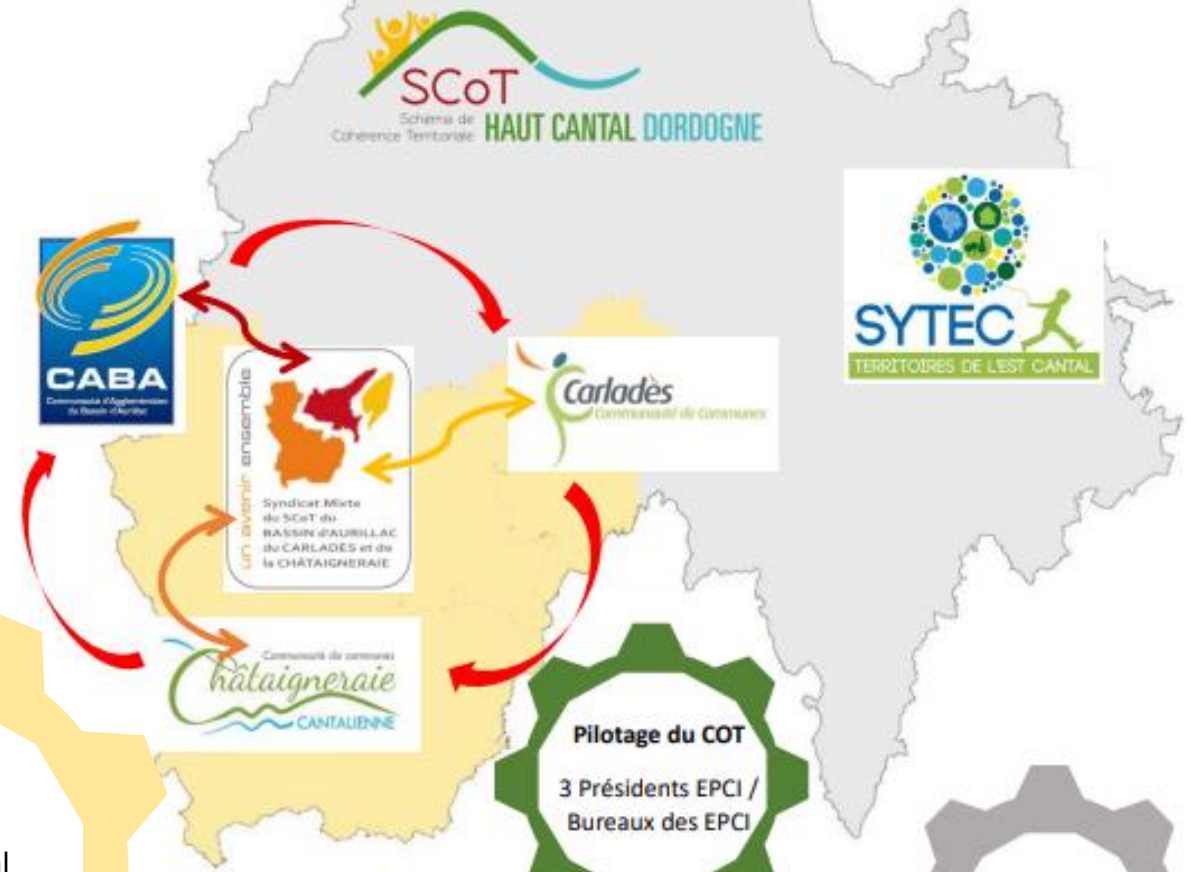 SCoT
Schéma de
Cohérence Territoriale HAUT CANTAL DORDOGNE
CABA
Communauté d'Agglomération
du Bassin d'Aurillac
un avenir ensemble
Syndicat Mixte
du SCoT du
BASSIN d'AURILLAC
du CARLADÈS et de
la CHÂTAIGNERAIE
Carladès
Communauté de Communes
SYTEC
TERRITOIRES DE L'EST CANTAL
Communauté de communes
Châtaigneraie
CANTALIENNE
Pilotage du COT
3 Présidents EPCI /
Bureaux des EPCI